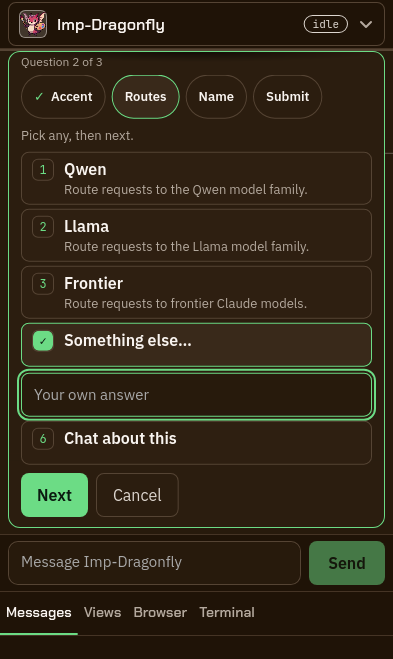 Imp-Dragonfly
idle
Question 2 of 3
✓ Accent
Routes
Name
Submit
Pick any, then next.
1 Qwen
Route requests to the Qwen model family.
2 Llama
Route requests to the Llama model family.
3 Frontier
Route requests to frontier Claude models.
✓ Something else...
Your own answer
6 Chat about this
Next
Cancel
Message Imp-Dragonfly
Send
Messages
Views
Browser
Terminal